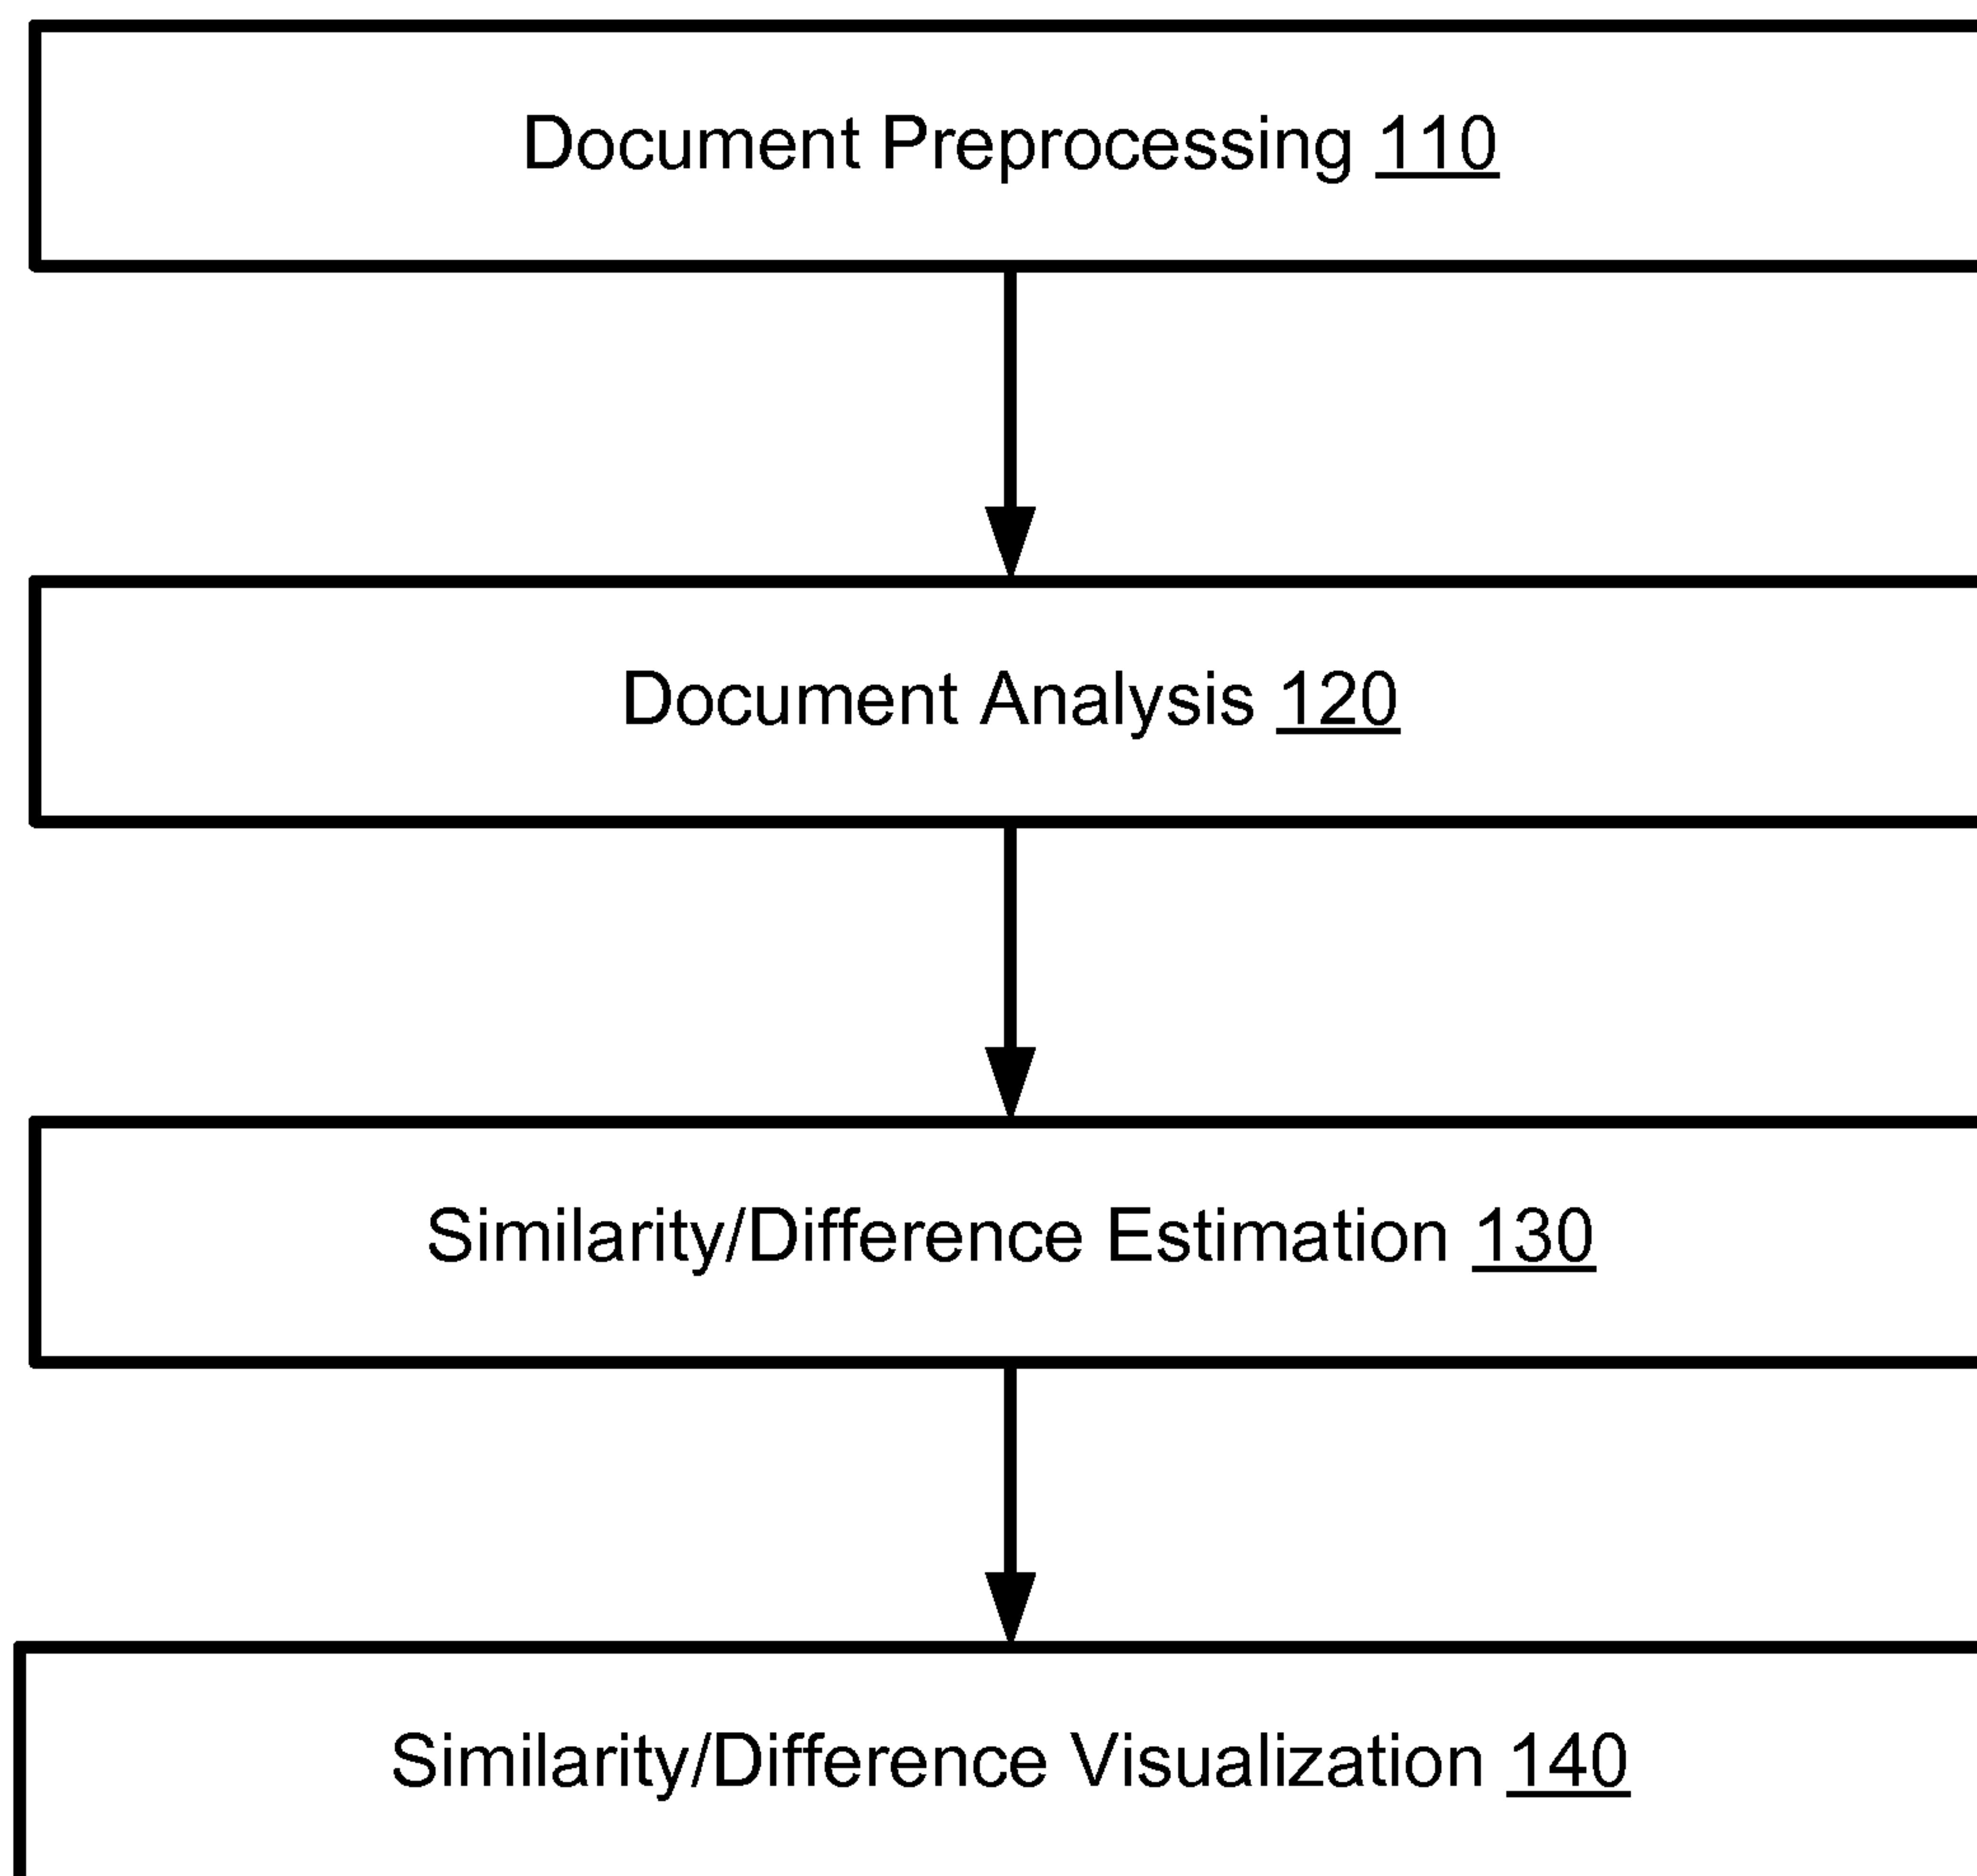 Document Preprocessing 110
Document Analysis 120
Similarity/Difference Estimation 130
Similarity/Difference Visualization 140